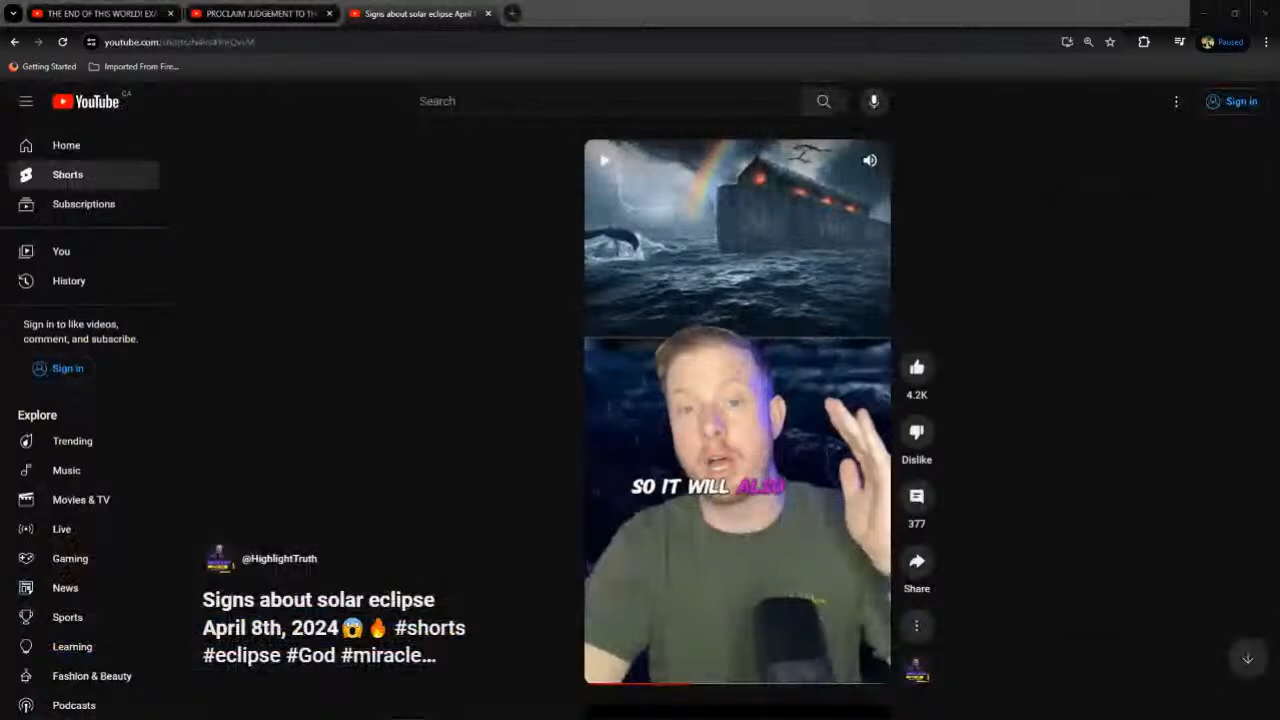 THE END OF THIS WORLD! EX
PROCLAIM JUDGEMENT TO TH
Signs about solar eclipse April
youtube.com
Paused
Getting Started
Imported From Fire...
YouTube CA
Search
Sign in
Home
Shorts
Subscriptions
You
History
Sign in to like videos,
comment, and subscribe.
Sign in
Explore
Trending
Music
Movies & TV
Live
Gaming
News
Sports
Learning
Fashion & Beauty
Podcasts
@HighlightTruth
Signs about solar eclipse
April 8th, 2024😱🔥 #shorts
#eclipse #God #miracle...
SO IT WILL ALSO
4.2K
Dislike
377
Share